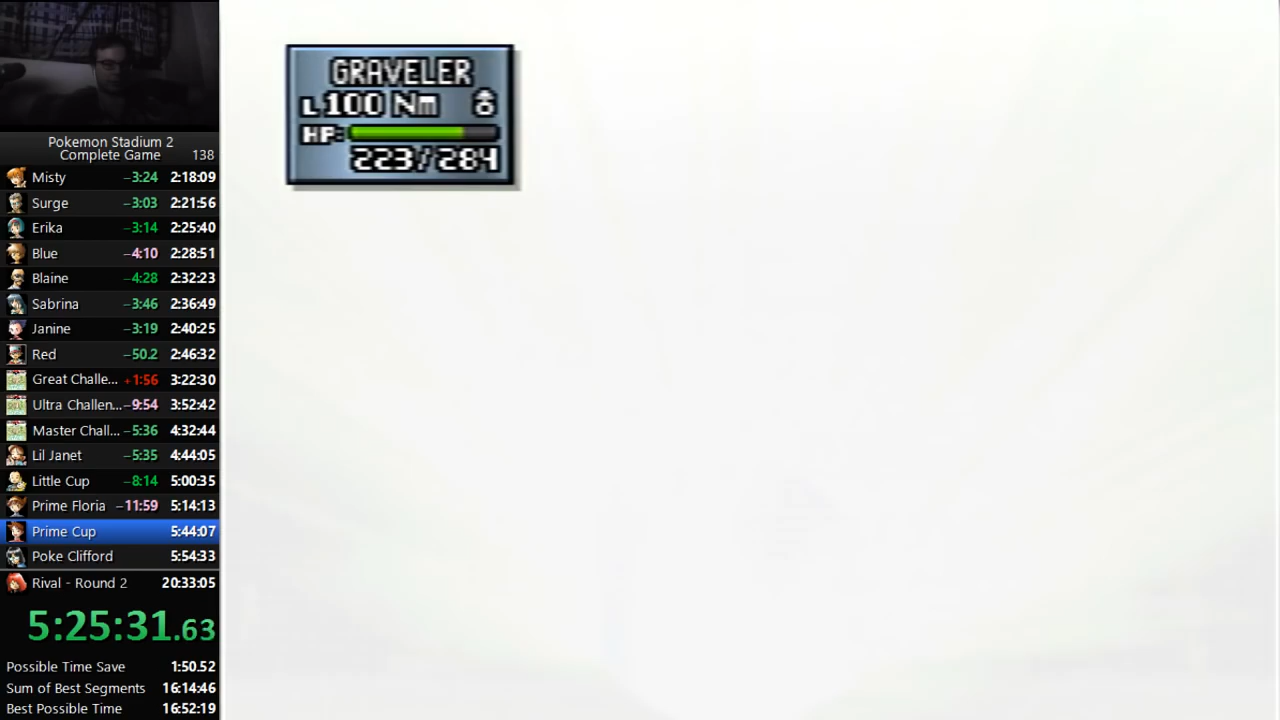 Pokemon Stadium 2
Complete Game 138
Misty -3:24 2:18:09
Surge -3:03 2:21:56
Erika -3:14 2:25:40
Blue -4:10 2:28:51
Blaine -4:28 2:32:23
Sabrina -3:46 2:36:49
Janine -3:19 2:40:25
Red -50.2 2:46:32
Great Challe... +1:56 3:22:30
Ultra Challen... -9:54 3:52:42
Master Chall... -5:36 4:32:44
Lil Janet -5:35 4:44:05
Little Cup -8:14 5:00:35
Prime Floria -11:59 5:14:13
Prime Cup 5:44:07
Poke Clifford 5:54:33
Rival - Round 2 20:33:05
5:25:31.63
Possible Time Save 1:50.52
Sum of Best Segments 16:14:46
Best Possible Time 16:52:19
GRAVELER
L100 Nm ♂
HP:
223/284